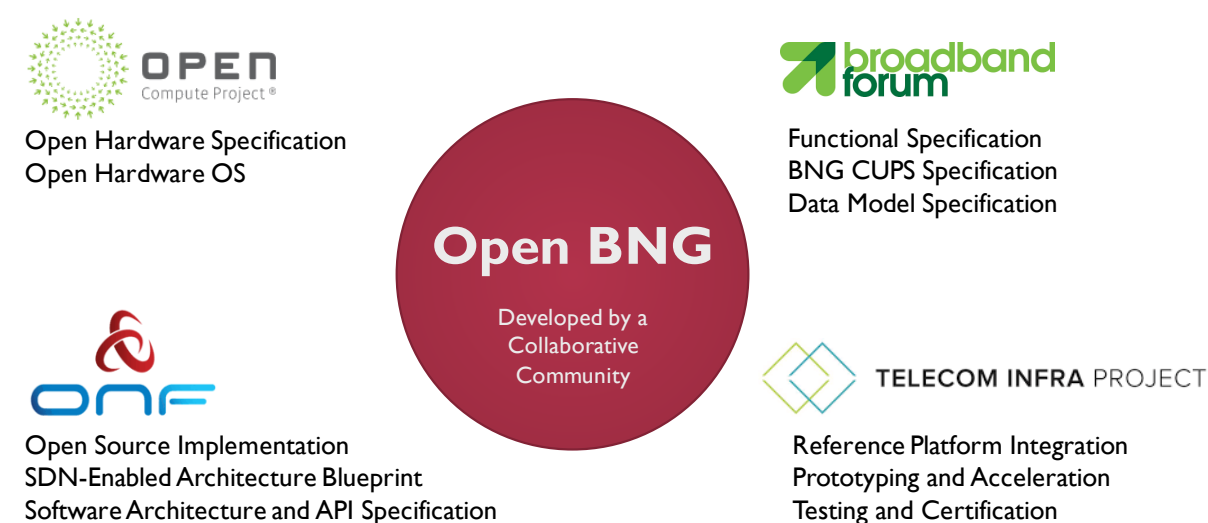 OPEN
Compute Project ®
Open Hardware Specification
Open Hardware OS
broadband
forum
Functional Specification
BNG CUPS Specification
Data Model Specification
Open BNG
Developed by a
Collaborative
Community
ONF
Open Source Implementation
SDN-Enabled Architecture Blueprint
Software Architecture and API Specification
TELECOM INFRA PROJECT
Reference Platform Integration
Prototyping and Acceleration
Testing and Certification